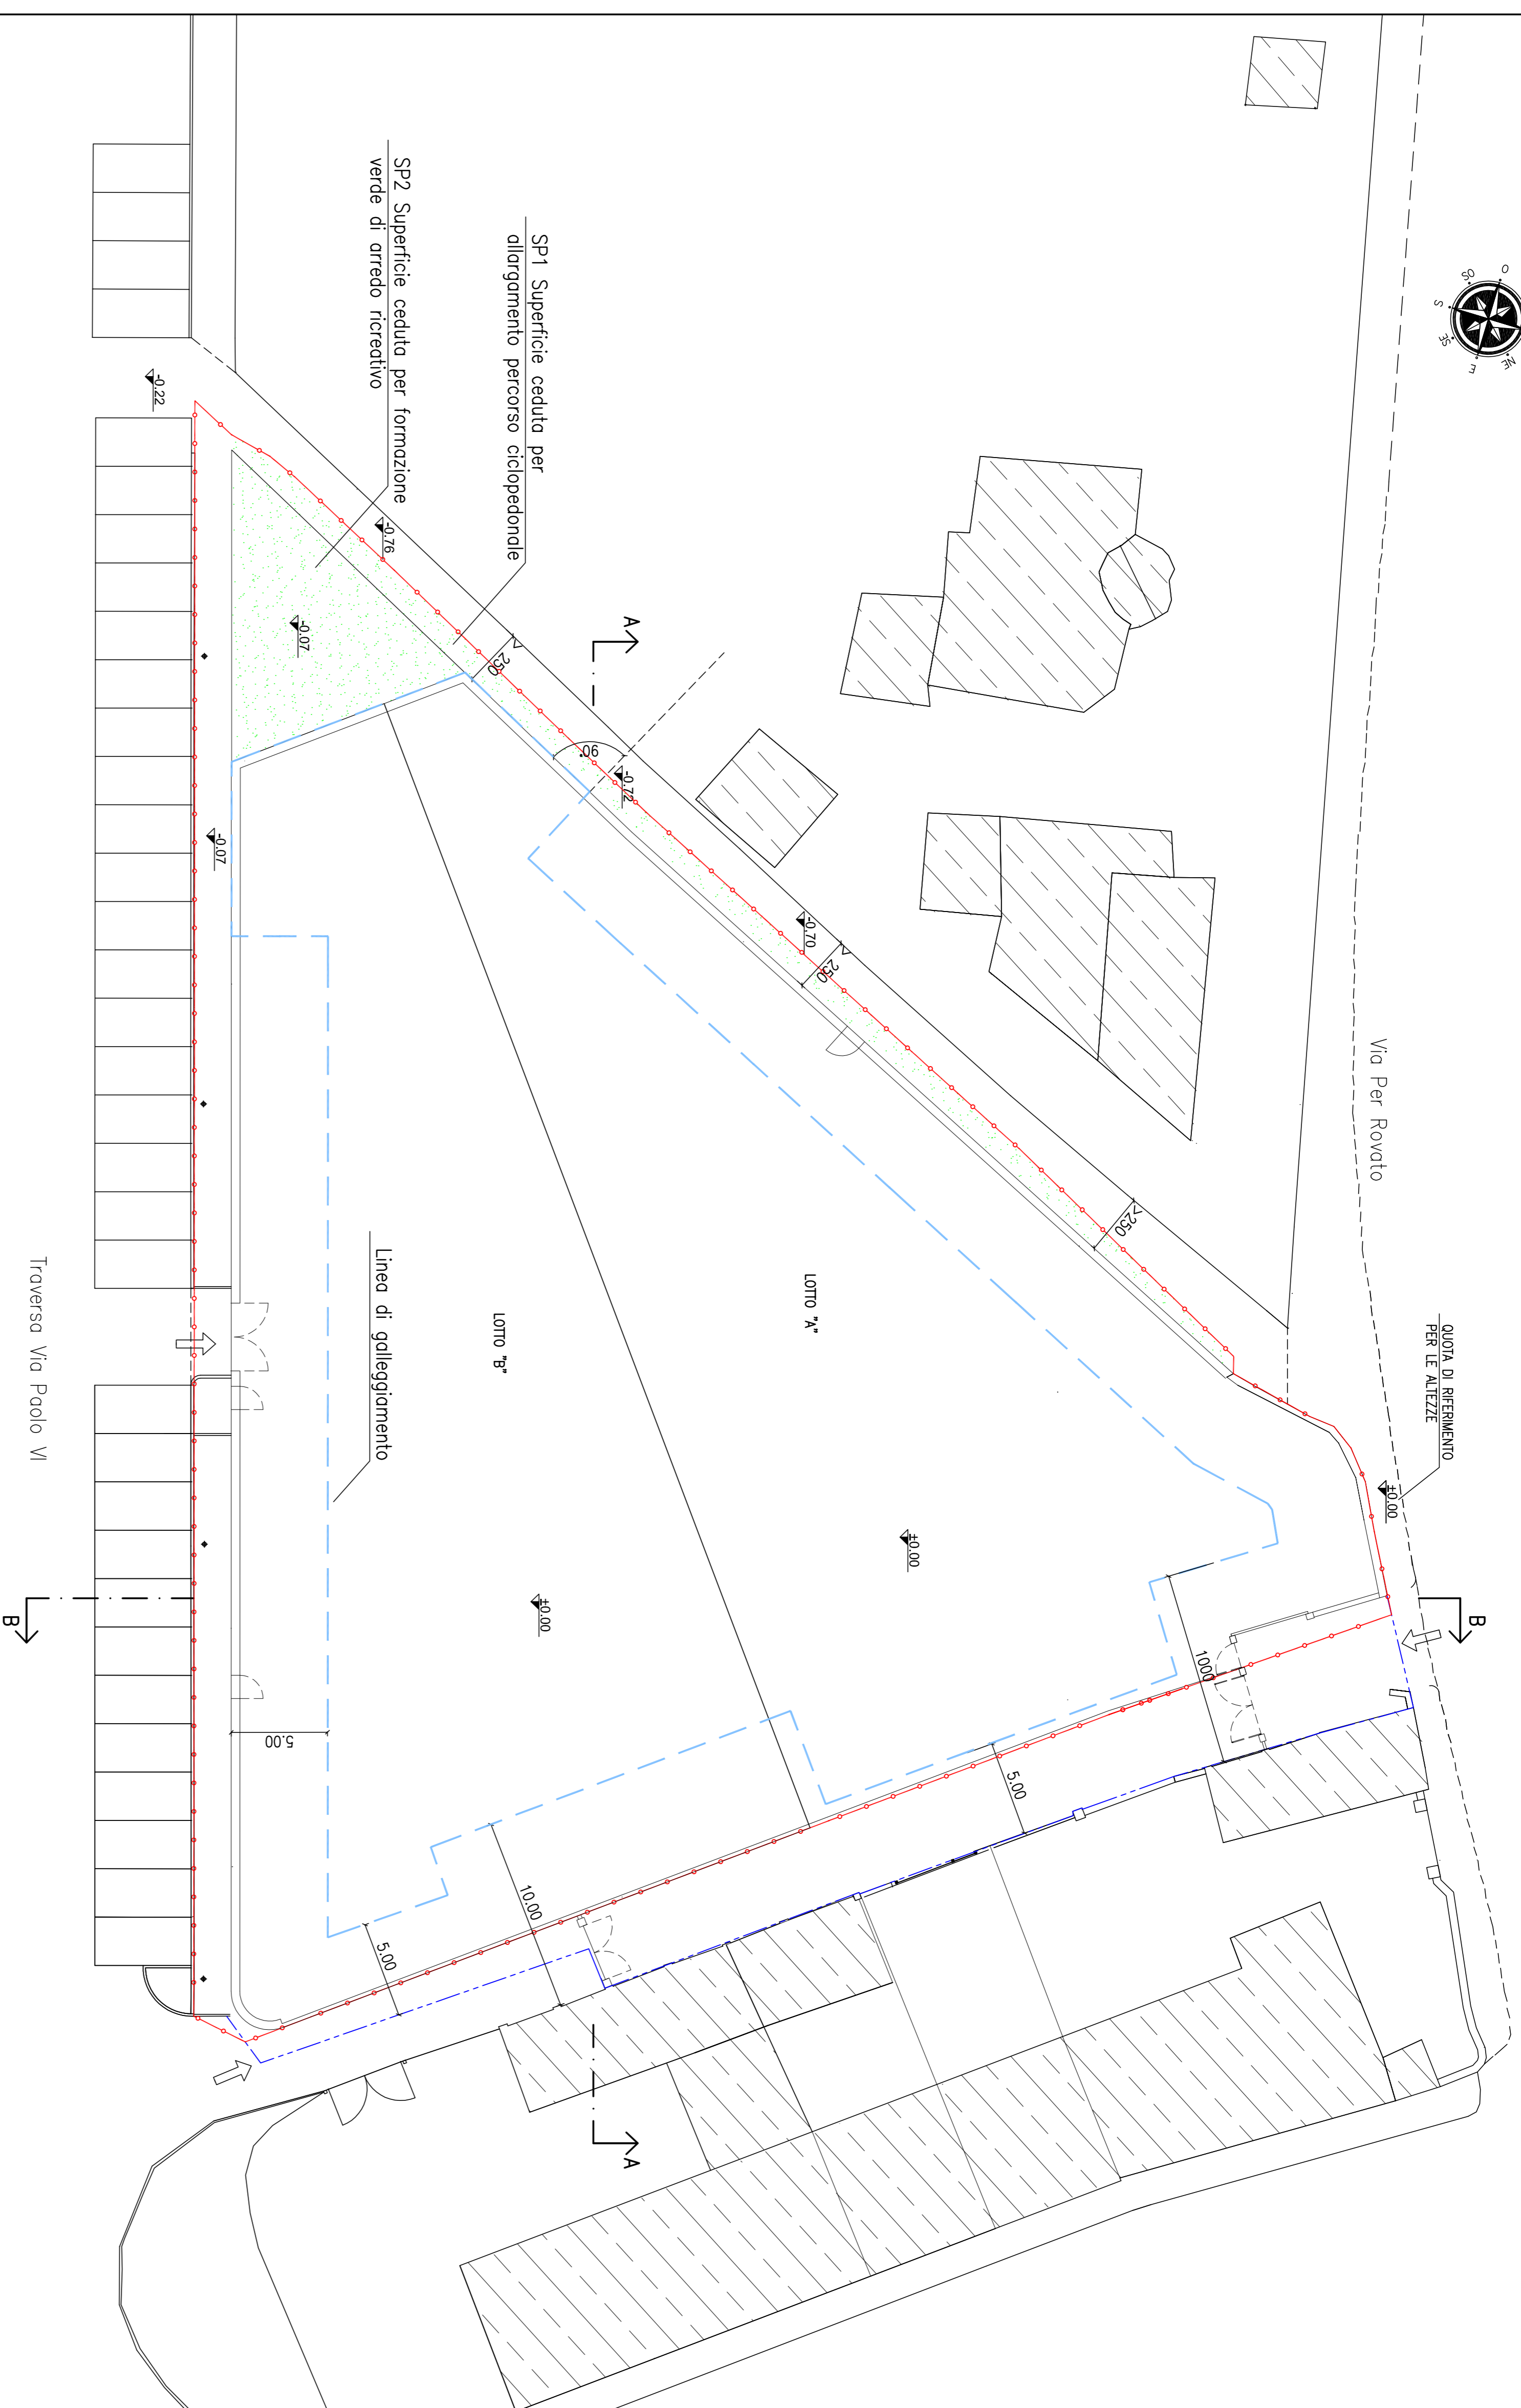 O
SO
S
SE
E
NE
Via Per Rovato
QUOTA DI RIFERIMENTO
PER LE ALTEZZE
±0.00
B
SP1 Superficie ceduta per
allargamento percorso ciclopedonale
SP2 Superficie ceduta per formazione
verde di arredo ricreativo
A
>250
90°
-0.72
-0.70
>250
>250
-0.76
-0.07
-0.22
-0.07
LOTTO "A"
±0.00
LOTTO "B"
±0.00
1000
5.00
10.00
5.00
5.00
Linea di galleggiamento
A
B
Traversa Via Paolo VI